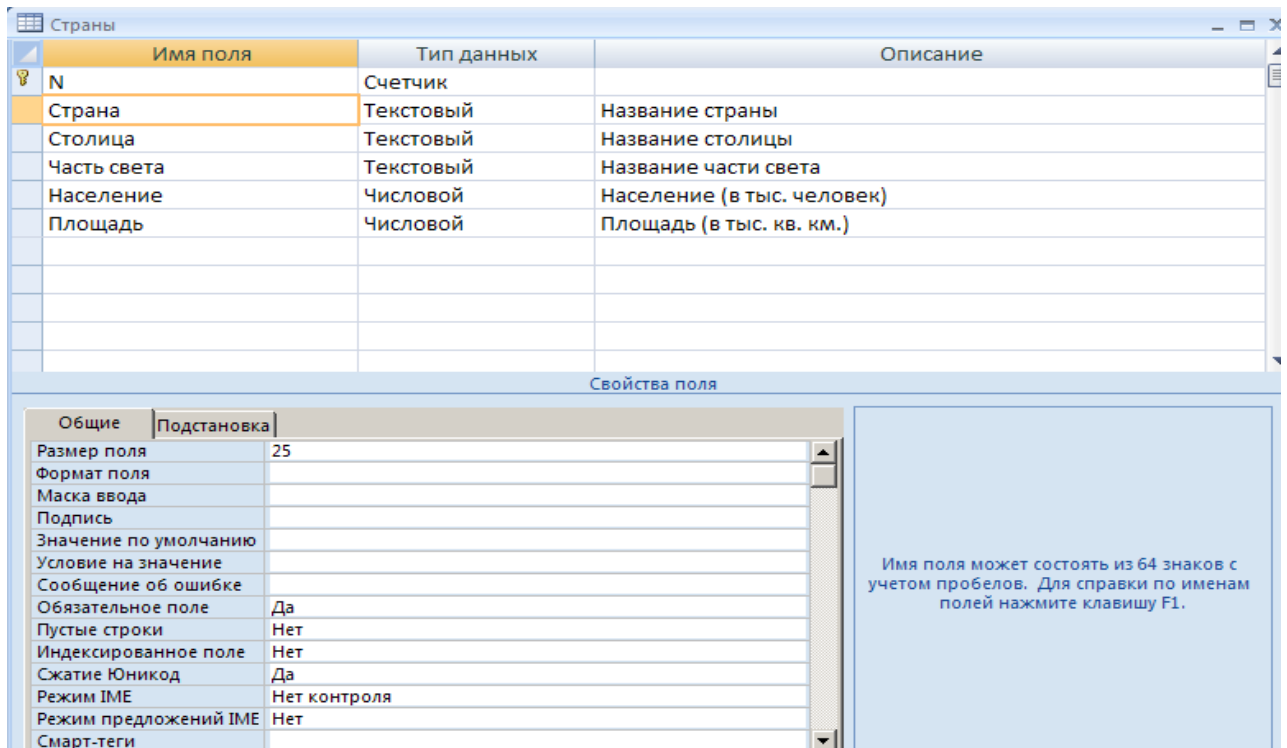 Страны
Имя поля Тип данных Описание
N Счетчик
Страна Текстовый Название страны
Столица Текстовый Название столицы
Часть света Текстовый Название части света
Население Числовой Население (в тыс. человек)
Площадь Числовой Площадь (в тыс. кв. км.)
Свойства поля
Общие Подстановка
Размер поля 25
Формат поля
Маска ввода
Подпись
Значение по умолчанию
Условие на значение
Сообщение об ошибке
Обязательное поле Да
Пустые строки Нет
Индексированное поле Нет
Сжатие Юникод Да
Режим IME Нет контроля
Режим предложений IME Нет
Смарт-теги
Имя поля может состоять из 64 знаков с
учетом пробелов. Для справки по именам
полей нажмите клавишу F1.